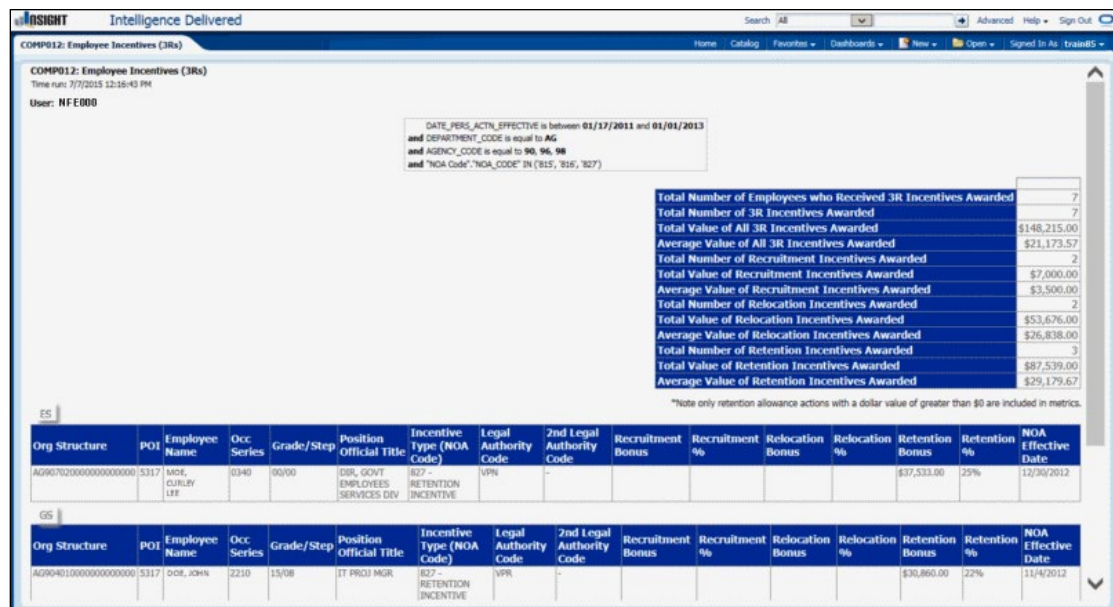 INSIGHT Intelligence Delivered
Search All Advanced Help Sign Out
COMP012: Employee Incentives (3Rs)
Home Catalog Favorites Dashboards New Open Signed In As train85
COMP012: Employee Incentives (3Rs)
Time run: 7/7/2015 12:16:43 PM
User: NFE000
DATE_PERS_ACTN_EFFECTIVE is between 01/17/2011 and 01/01/2013
and DEPARTMENT_CODE is equal to AG
and AGENCY_CODE is equal to 90, 96, 98
and "NOA Code"."NOA_CODE" IN ('815', '816', '827')
Total Number of Employees who Received 3R Incentives Awarded 7
Total Number of 3R Incentives Awarded 7
Total Value of All 3R Incentives Awarded $148,215.00
Average Value of All 3R Incentives Awarded $21,173.57
Total Number of Recruitment Incentives Awarded 2
Total Value of Recruitment Incentives Awarded $7,000.00
Average Value of Recruitment Incentives Awarded $3,500.00
Total Number of Relocation Incentives Awarded 2
Total Value of Relocation Incentives Awarded $53,676.00
Average Value of Relocation Incentives Awarded $26,838.00
Total Number of Retention Incentives Awarded 3
Total Value of Retention Incentives Awarded $87,539.00
Average Value of Retention Incentives Awarded $29,179.67
*Note only retention allowance actions with a dollar value of greater than $0 are included in metrics.
ES
Org Structure POI Employee Name Occ Series Grade/Step Position Official Title Incentive Type (NOA Code) Legal Authority Code 2nd Legal Authority Code Recruitment Bonus Recruitment % Relocation Bonus Relocation % Retention Bonus Retention % NOA Effective Date
AG90702000000000000 5317 MOE, CURLEY LEE 0340 00/00 DIR, GOVT EMPLOYEES SERVICES DIV 827 - RETENTION INCENTIVE VPN - $37,533.00 25% 12/30/2012
GS
Org Structure POI Employee Name Occ Series Grade/Step Position Official Title Incentive Type (NOA Code) Legal Authority Code 2nd Legal Authority Code Recruitment Bonus Recruitment % Relocation Bonus Relocation % Retention Bonus Retention % NOA Effective Date
AG90401000000000000 5317 DOE, JOHN 2210 15/08 IT PROJ MGR 827 - RETENTION INCENTIVE VPR - $30,860.00 22% 11/4/2012